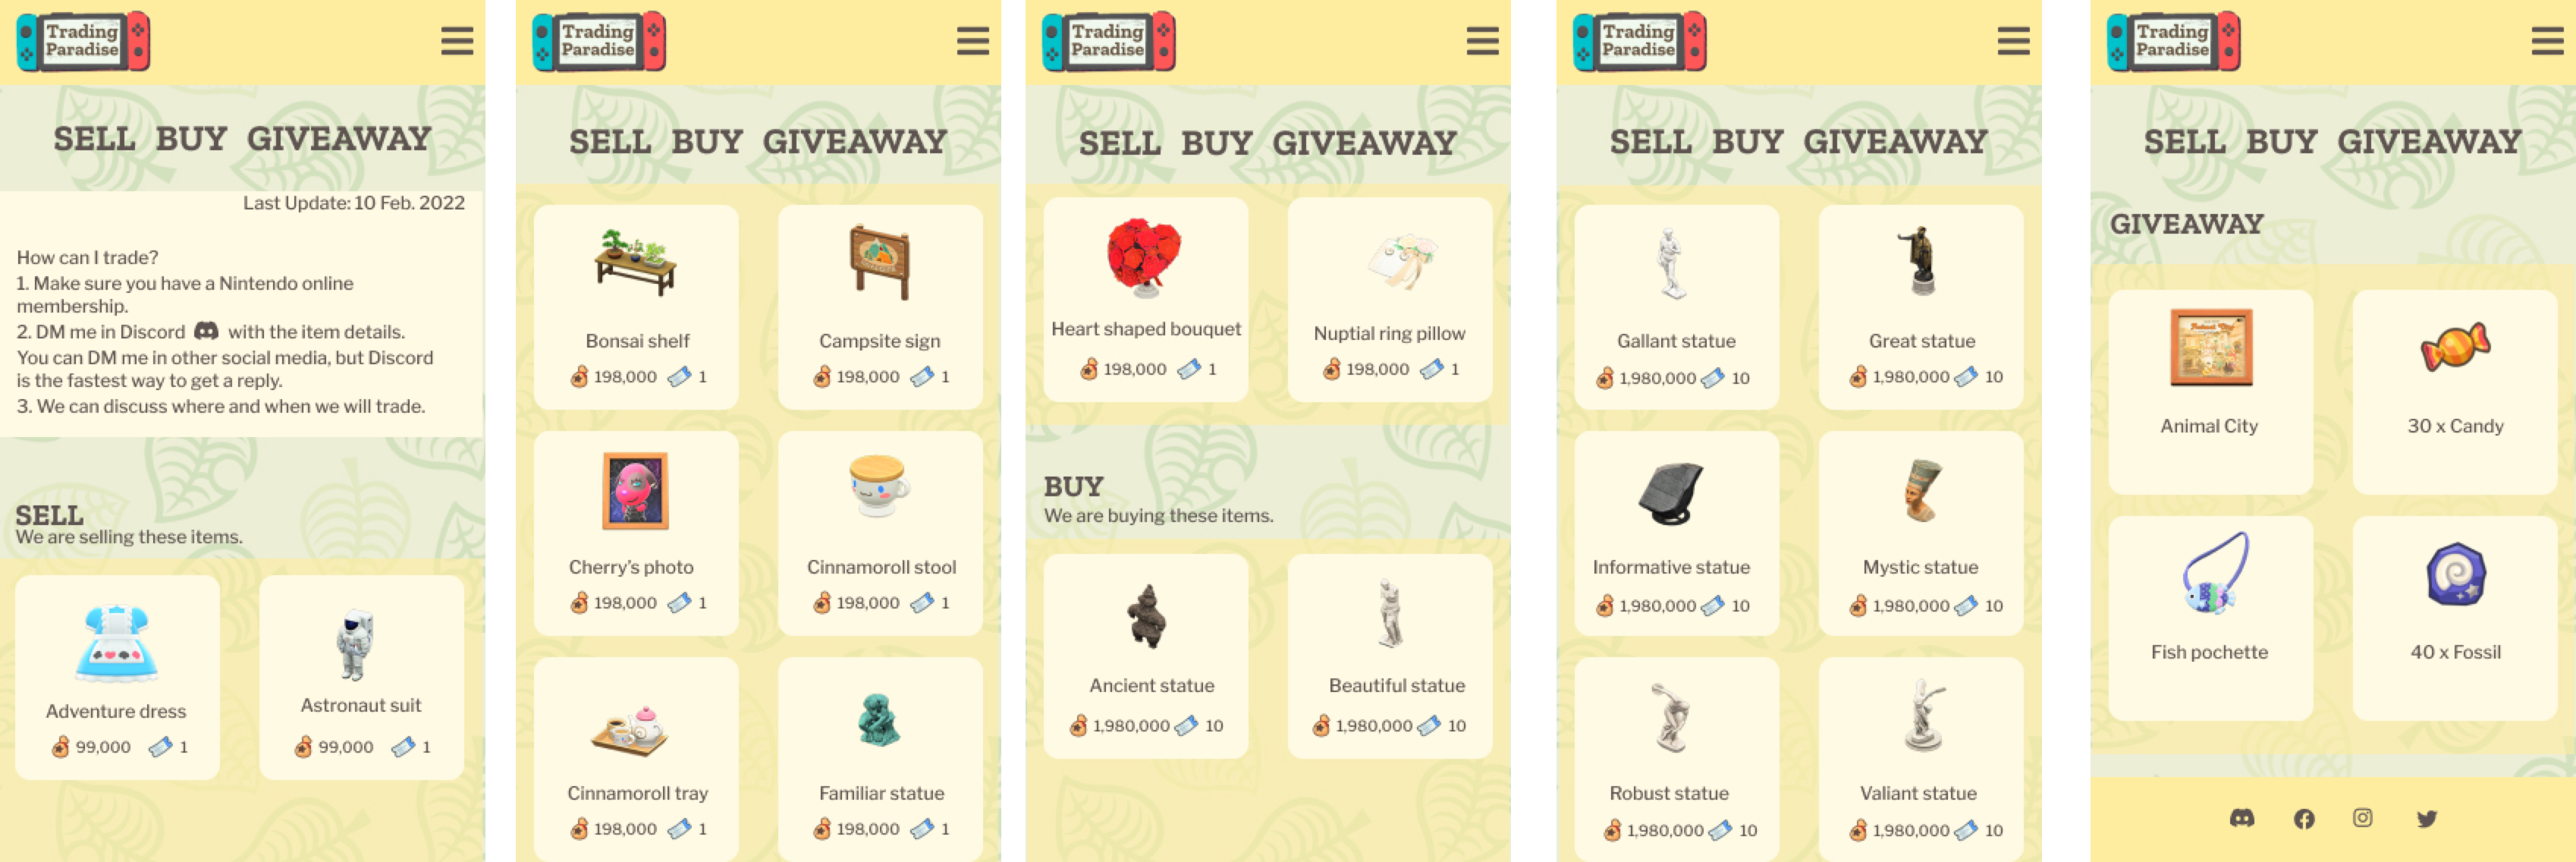 Trading
Paradise
SELL BUY GIVEAWAY
Last Update: 10 Feb. 2022
How can I trade?
1. Make sure you have a Nintendo online
membership.
2. DM me in Discord with the item details.
You can DM me in other social media, but Discord
is the fastest way to get a reply.
3. We can discuss where and when we will trade.
SELL
We are selling these items.
Adventure dress
99,000 1
Astronaut suit
99,000 1
Trading
Paradise
SELL BUY GIVEAWAY
Bonsai shelf
198,000 1
Campsite sign
198,000 1
Cherry's photo
198,000 1
Cinnamoroll stool
198,000 1
Cinnamoroll tray
198,000 1
Familiar statue
198,000 1
Trading
Paradise
SELL BUY GIVEAWAY
Heart shaped bouquet
198,000 1
Nuptial ring pillow
198,000 1
BUY
We are buying these items.
Ancient statue
1,980,000 10
Beautiful statue
1,980,000 10
Trading
Paradise
SELL BUY GIVEAWAY
Gallant statue
1,980,000 10
Great statue
1,980,000 10
Informative statue
1,980,000 10
Mystic statue
1,980,000 10
Robust statue
1,980,000 10
Valiant statue
1,980,000 10
Trading
Paradise
SELL BUY GIVEAWAY
GIVEAWAY
Animal City
30 x Candy
Fish pochette
40 x Fossil